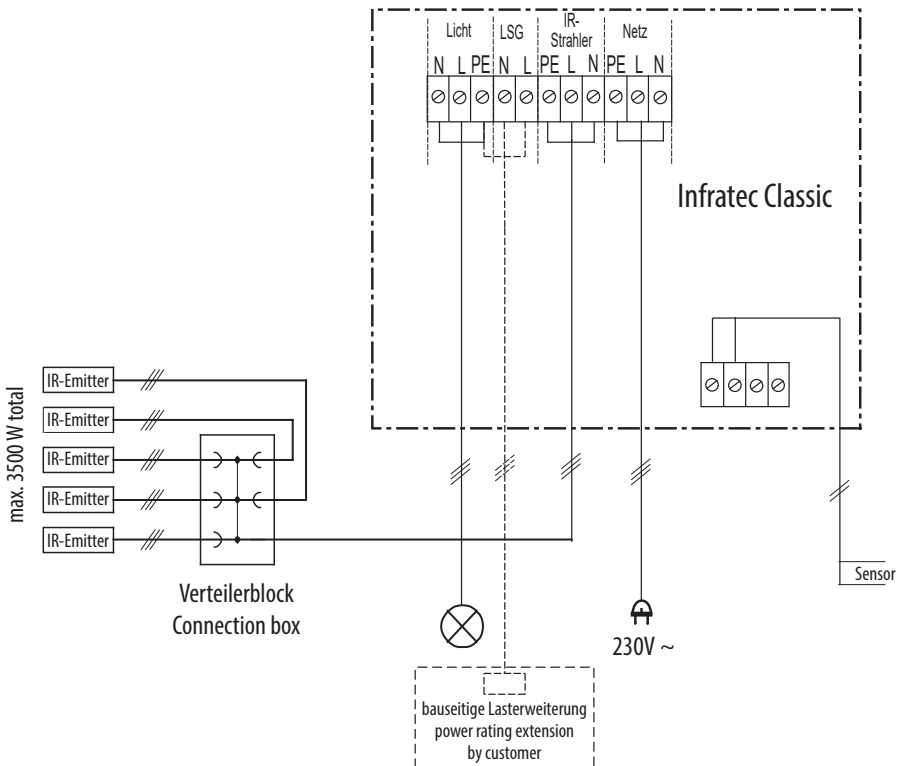 Licht
LSG
IR-
Strahler
Netz
N L PE N L PE L N PE L N
Infratec Classic
max. 3500 W total
IR-Emitter
IR-Emitter
IR-Emitter
IR-Emitter
IR-Emitter
Verteilerblock
Connection box
230V ~
Sensor
bauseitige Lasterweiterung
power rating extension
by customer